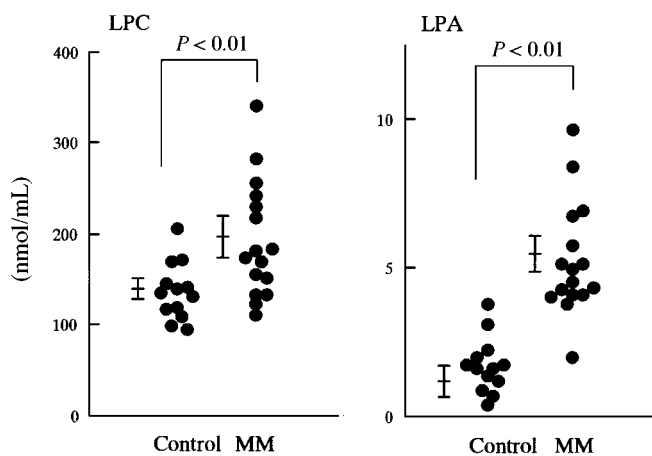 LPC
P < 0.01
400
300
200
100
0
(nmol/mL)
Control MM
LPA
P < 0.01
10
5
0
Control MM